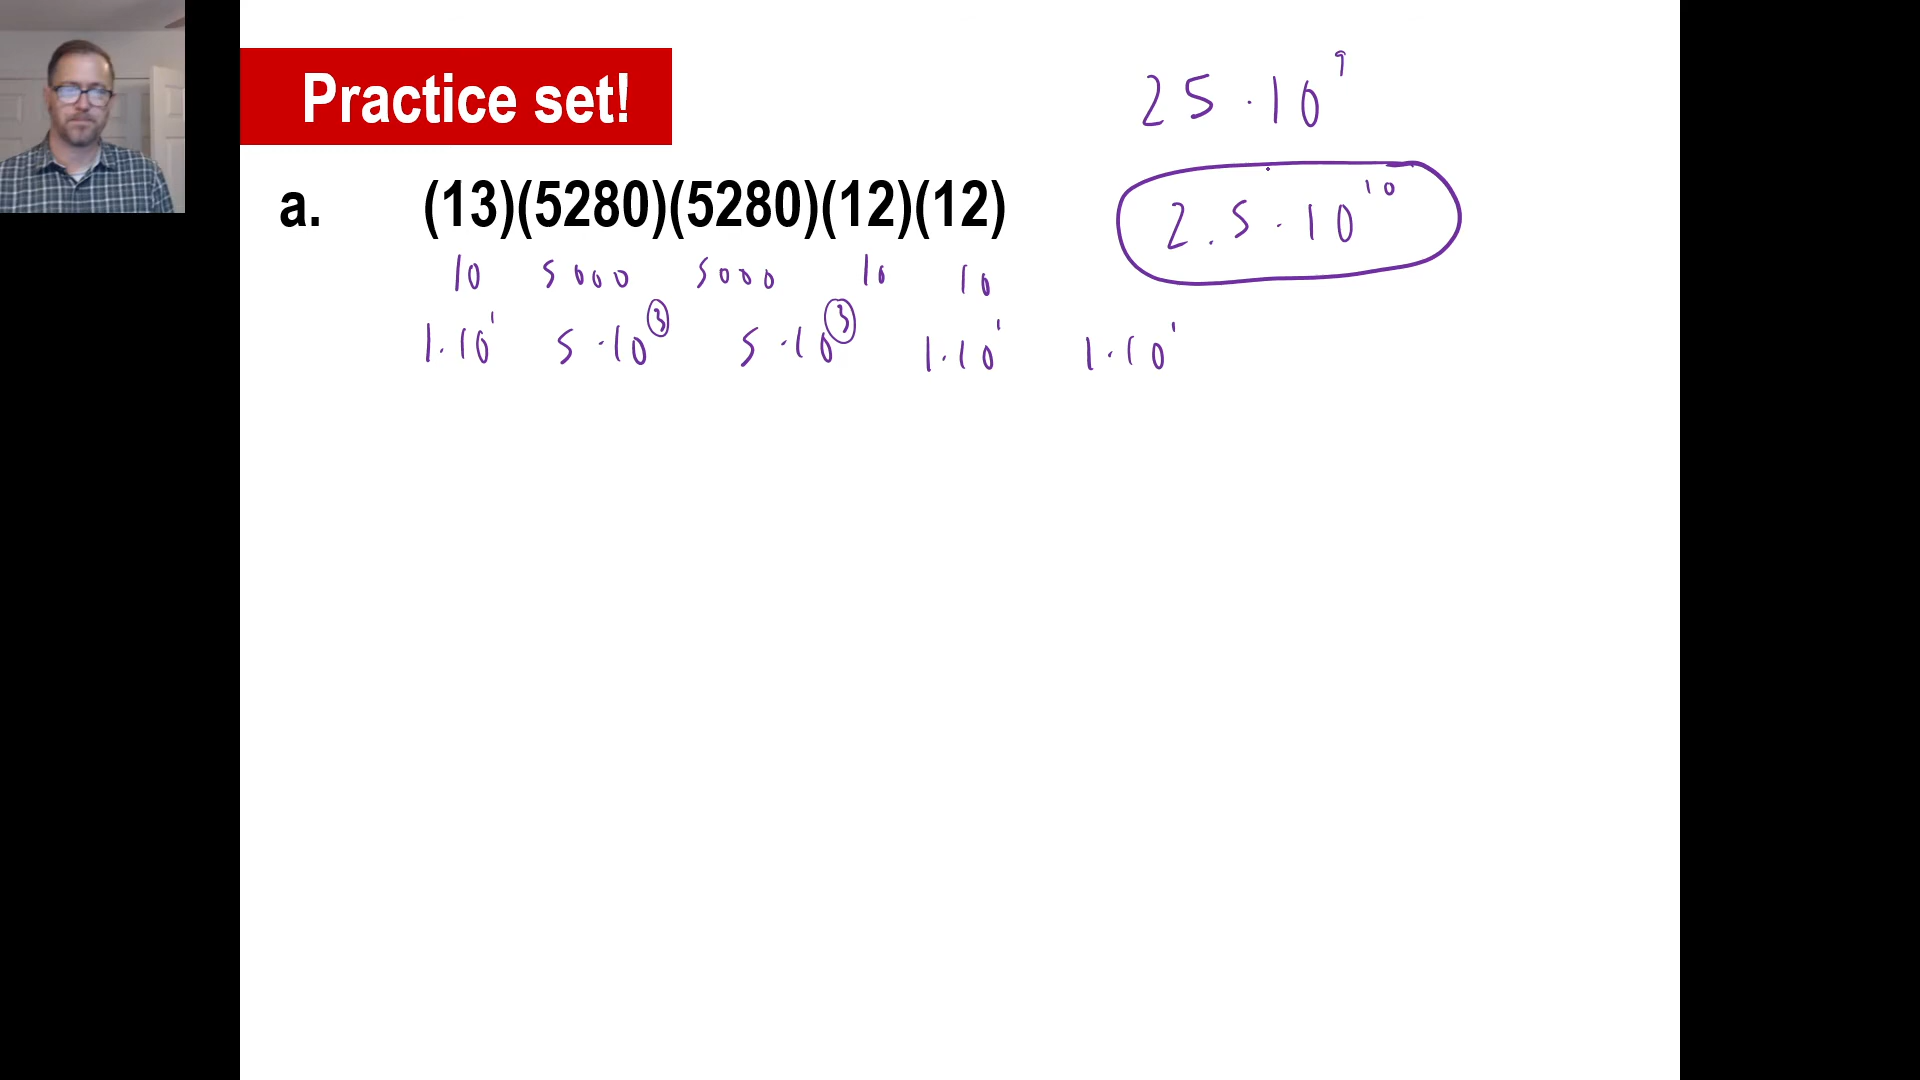 Practice set!
25 · 10⁹
a. (13)(5280)(5280)(12)(12)
2.5 · 10¹⁰
10 5000 5000 10 10
1·10¹ 5·10³ 5·10³ 1·10¹ 1·10¹